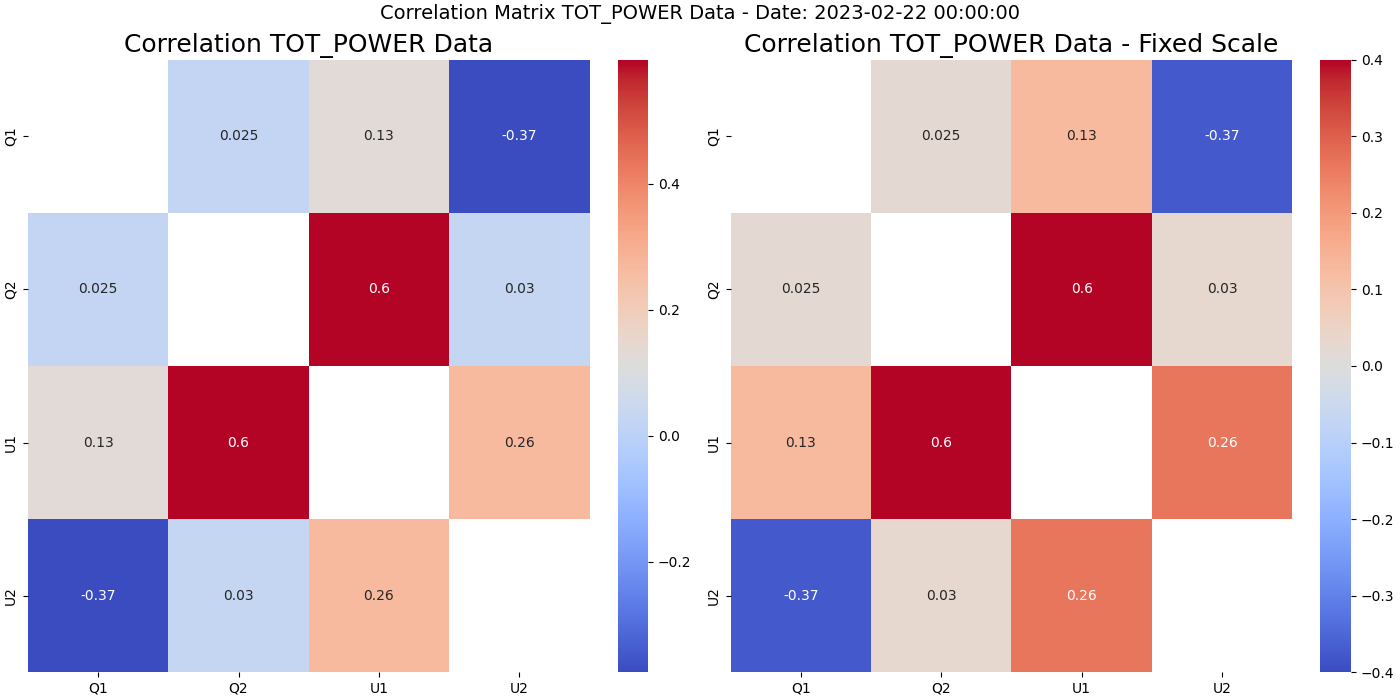 Correlation Matrix TOT_POWER Data - Date: 2023-02-22 00:00:00
Correlation TOT_POWER Data
Q1
0.025
0.13
-0.37
Q2
0.025
0.6
0.03
U1
0.13
0.6
0.26
U2
-0.37
0.03
0.26
Q1
Q2
U1
U2
0.4
0.2
0.0
−0.2
Correlation TOT_POWER Data - Fixed Scale
Q1
0.025
0.13
-0.37
Q2
0.025
0.6
0.03
U1
0.13
0.6
0.26
U2
-0.37
0.03
0.26
Q1
Q2
U1
U2
0.4
0.3
0.2
0.1
0.0
−0.1
−0.2
−0.3
−0.4